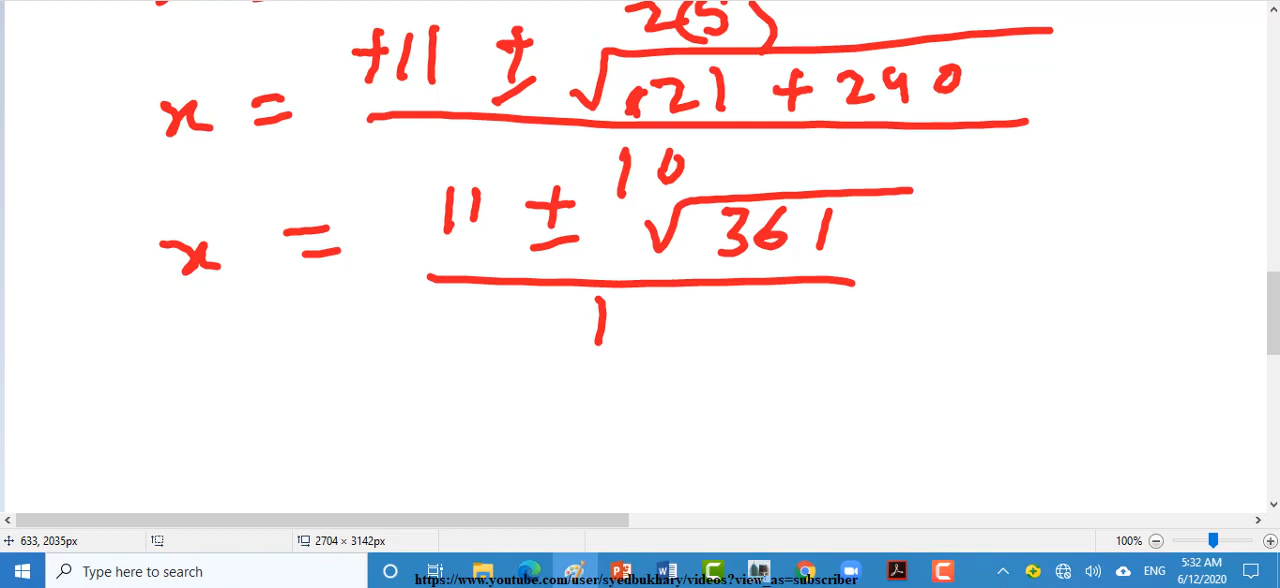 2(5)
x = +11 ± √121 + 240
10
x = 11 ± √361
1
633, 2035px 2704 × 3142px 100%
Type here to search
https://www.youtube.com/user/syedbukhary/videos?view_as=subscriber
ENG
5:32 AM
6/12/2020